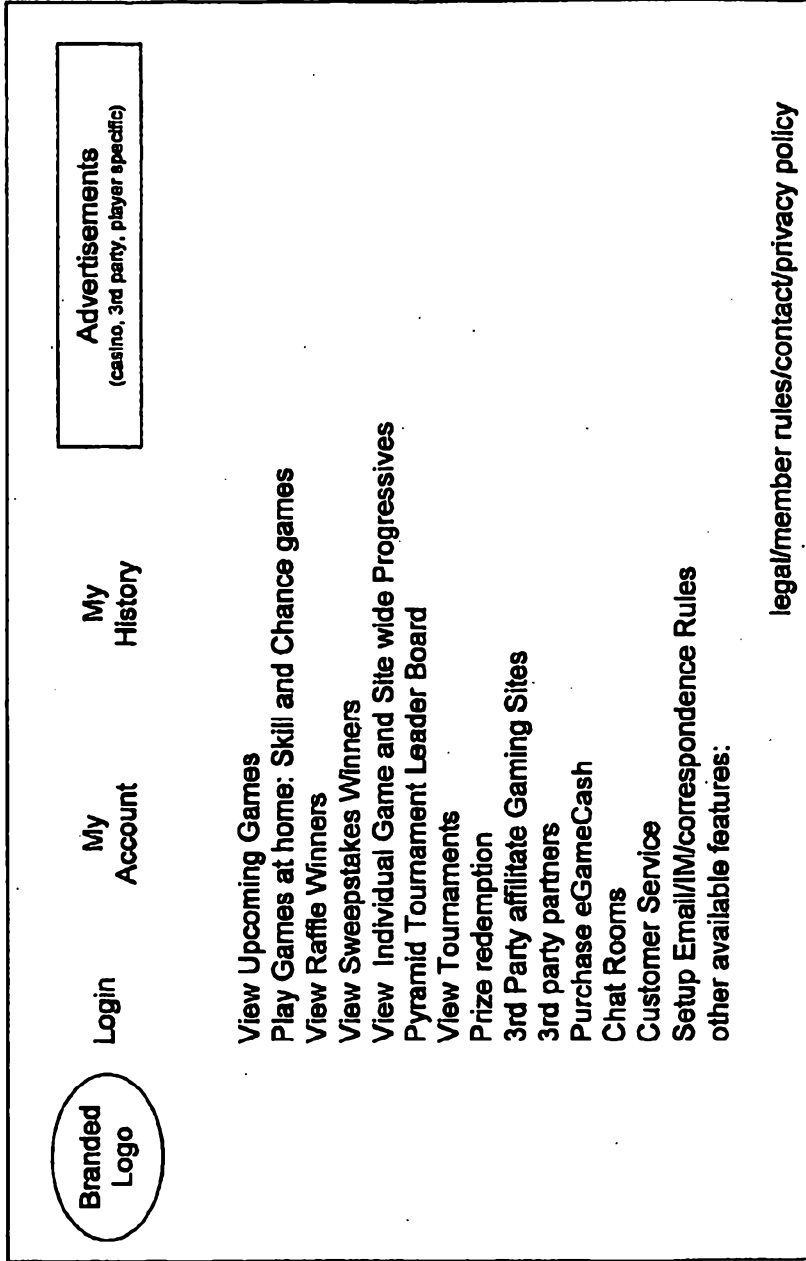 Branded
Logo
Login
My
Account
My
History
Advertisements
(casino, 3rd party, player specific)
View Upcoming Games
Play Games at home: Skill and Chance games
View Raffle Winners
View Sweepstakes Winners
View Individual Game and Site wide Progressives
Pyramid Tournament Leader Board
View Tournaments
Prize redemption
3rd Party affilitate Gaming Sites
3rd party partners
Purchase eGameCash
Chat Rooms
Customer Service
Setup Email/IM/correspondence Rules
other available features:
legal/member rules/contact/privacy policy